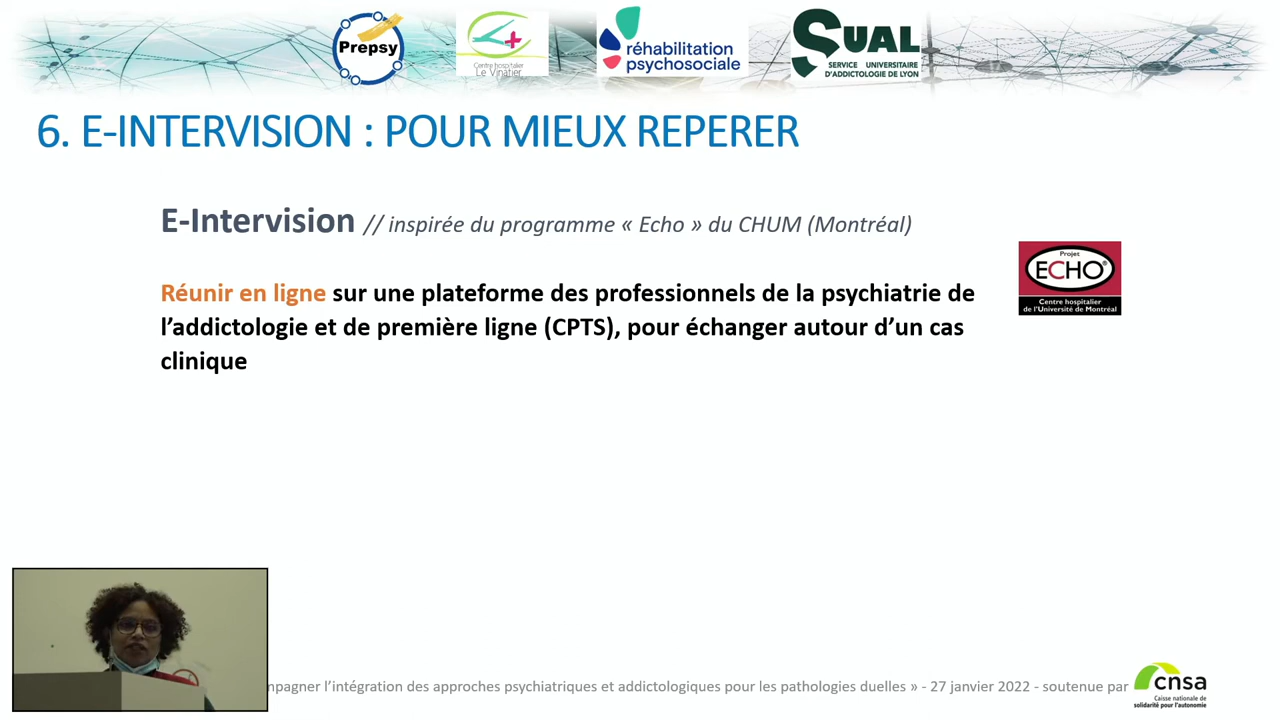 Prepsy
Centre hospitalier
Le Vinatier
réhabilitation
psychosociale
SUAL
SERVICE UNIVERSITAIRE
D'ADDICTOLOGIE DE LYON
6. E-INTERVISION : POUR MIEUX REPERER
E-Intervision // inspirée du programme « Echo » du CHUM (Montréal)
Projet
ECHO®
Centre hospitalier
de l'Université de Montréal
Réunir en ligne sur une plateforme des professionnels de la psychiatrie de
l’addictologie et de première ligne (CPTS), pour échanger autour d’un cas
clinique
mpagner l’intégration des approches psychiatriques et addictologiques pour les pathologies duelles » - 27 janvier 2022 - soutenue par
cnsa
Caisse nationale de
solidarité pour l'autonomie